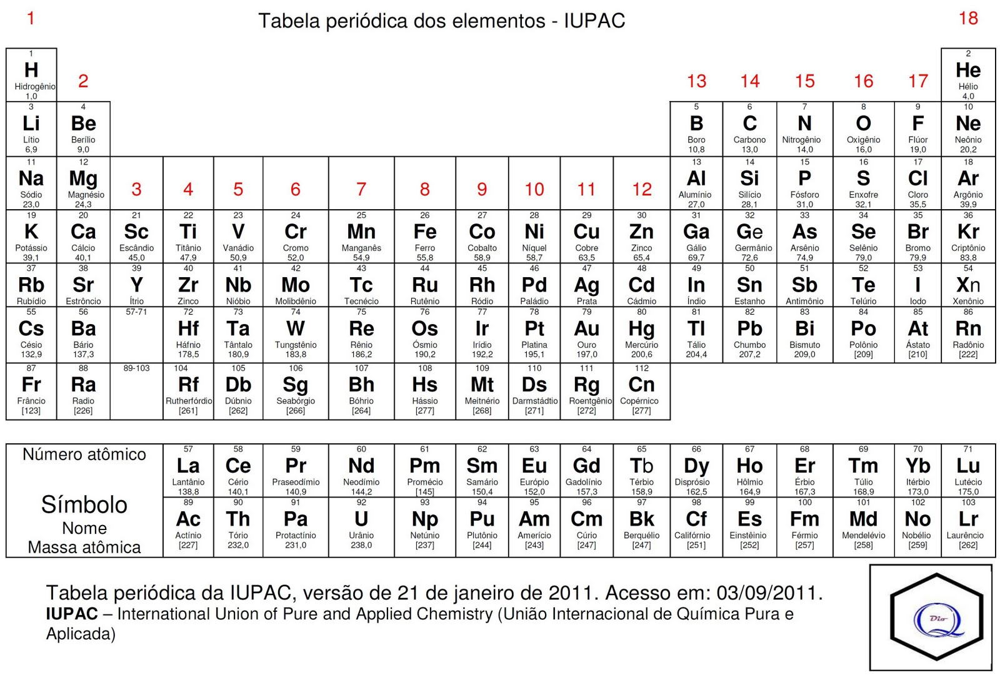 1 Tabela periódica dos elementos - IUPAC 18
1 2
H He
Hidrogênio 2 13 14 15 16 17 Hélio
1,0 4,0
3 4 5 6 7 8 9 10
Li Be B C N O F Ne
Lítio Berílio Boro Carbono Nitrogênio Oxigênio Flúor Neônio
6,9 9,0 10,8 13,0 14,0 16,0 19,0 20,2
11 12 13 14 15 16 17 18
Na Mg 3 4 5 6 7 8 9 10 11 12 Al Si P S Cl Ar
Sódio Magnésio Alumínio Silício Fósforo Enxofre Cloro Argônio
23,0 24,3 27,0 28,1 31,0 32,1 35,5 39,9
19 20 21 22 23 24 25 26 27 28 29 30 31 32 33 34 35 36
K Ca Sc Ti V Cr Mn Fe Co Ni Cu Zn Ga Ge As Se Br Kr
Potássio Cálcio Escândio Titânio Vanádio Cromo Manganês Ferro Cobalto Níquel Cobre Zinco Gálio Germânio Arsênio Selênio Bromo Criptônio
39,1 40,1 45,0 47,9 50,9 52,0 54,9 55,8 58,9 58,7 63,5 65,4 69,7 72,6 74,9 79,0 79,9 83,8
37 38 39 40 41 42 43 44 45 46 47 48 49 50 51 52 53 54
Rb Sr Y Zr Nb Mo Tc Ru Rh Pd Ag Cd In Sn Sb Te I Xn
Rubídio Estrôncio Ítrio Zinco Nióbio Molibdênio Tecnécio Rutênio Ródio Paládio Prata Cádmio Índio Estanho Antimônio Telúrio Iodo Xenônio
55 56 57-71 72 73 74 75 76 77 78 79 80 81 82 83 84 85 86
Cs Ba Hf Ta W Re Os Ir Pt Au Hg Tl Pb Bi Po At Rn
Césio Bário Háfnio Tântalo Tungstênio Rênio Ósmio Irídio Platina Ouro Mercúrio Tálio Chumbo Bismuto Polônio Ástato Radônio
132,9 137,3 178,5 180,9 183,8 186,2 190,2 192,2 195,1 197,0 200,6 204,4 207,2 209,0 [209] [210] [222]
87 88 89-103 104 105 106 107 108 109 110 111 112
Fr Ra Rf Db Sg Bh Hs Mt Ds Rg Cn
Frâncio Radio Rutherfórdio Dúbnio Seabórgio Bóhrio Hássio Meitnério Darmstádtio Roentgênio Copérnico
[123] [226] [261] [262] [266] [264] [277] [268] [271] [272] [277]
Número atômico
Símbolo
Nome
Massa atômica
57 58 59 60 61 62 63 64 65 66 67 68 69 70 71
La Ce Pr Nd Pm Sm Eu Gd Tb Dy Ho Er Tm Yb Lu
Lantânio Cério Praseodímio Neodímio Promécio Samário Európio Gadolínio Térbio Disprósio Hôlmio Érbio Túlio Itérbio Lutécio
138,8 140,1 140,9 144,2 [145] 150,4 152,0 157,3 158,9 162,5 164,9 167,3 168,9 173,0 175,0
89 90 91 92 93 94 95 96 97 98 99 100 101 102 103
Ac Th Pa U Np Pu Am Cm Bk Cf Es Fm Md No Lr
Actínio Tório Protactínio Urânio Netúnio Plutônio Amerício Cúrio Berquélio Califórnio Einstêinio Férmio Mendelévio Nobélio Laurêncio
[227] 232,0 231,0 238,0 [237] [244] [243] [247] [247] [251] [252] [257] [258] [259] [262]
Tabela periódica da IUPAC, versão de 21 de janeiro de 2011. Acesso em: 03/09/2011.
IUPAC – International Union of Pure and Applied Chemistry (União Internacional de Química Pura e
Aplicada)
Q Dio